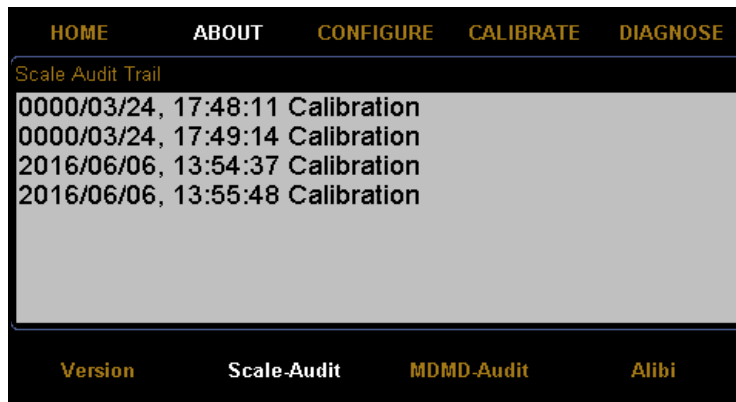 HOME ABOUT CONFIGURE CALIBRATE DIAGNOSE
Scale Audit Trail
0000/03/24, 17:48:11 Calibration
0000/03/24, 17:49:14 Calibration
2016/06/06, 13:54:37 Calibration
2016/06/06, 13:55:48 Calibration
Version Scale-Audit MDMD-Audit Alibi